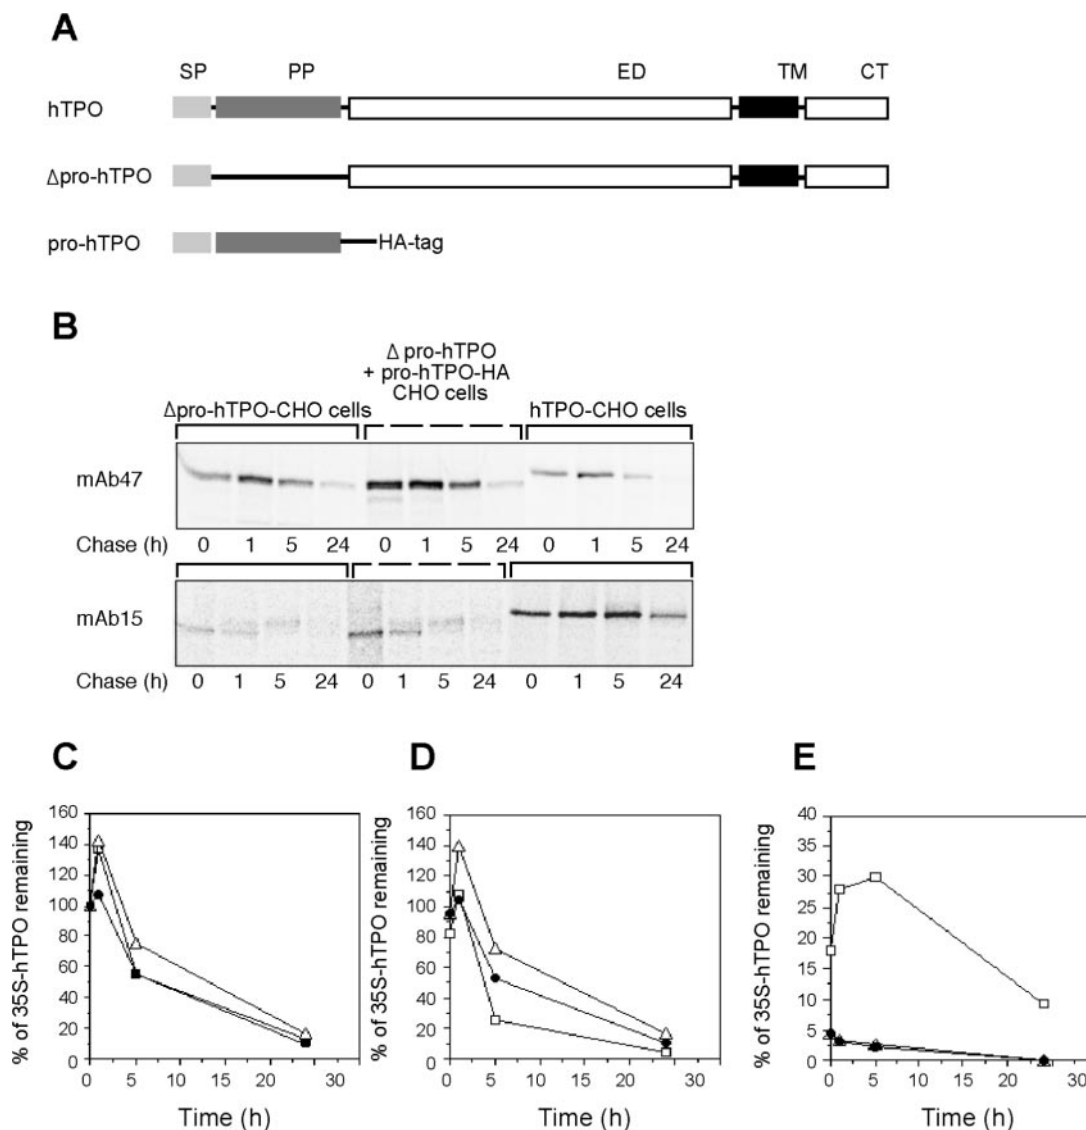 A
SP PP ED TM CT
hTPO
Δpro-hTPO
pro-hTPO HA-tag
B
Δ pro-hTPO
+ pro-hTPO-HA
CHO cells
Δpro-hTPO-CHO cells hTPO-CHO cells
mAb47
Chase (h) 0 1 5 24 0 1 5 24 0 1 5 24
mAb15
Chase (h) 0 1 5 24 0 1 5 24 0 1 5 24
C
% of 35S-hTPO remaining
160
140
120
100
80
60
40
20
0
0 5 10 15 20 30
Time (h)
D
% of 35S-hTPO remaining
160
140
120
100
80
60
40
20
0
0 5 10 15 20 30
Time (h)
E
% of 35S-hTPO remaining
40
35
30
25
20
15
10
5
0
0 5 10 15 20 30
Time (h)